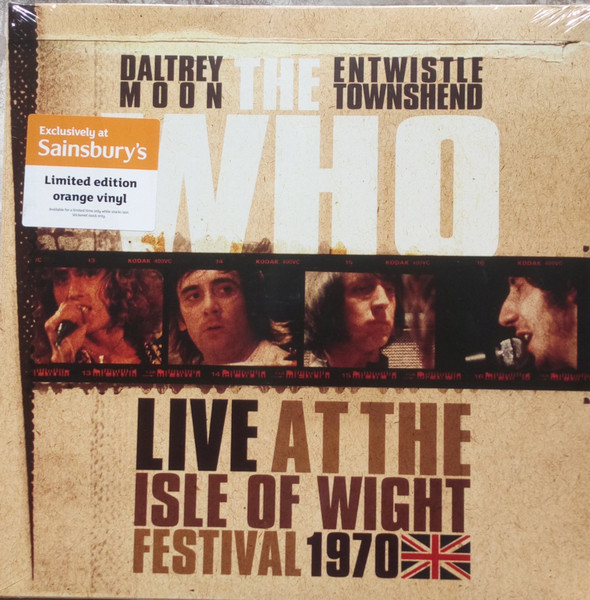 DALTREY THE ENTWISTLE
MOON TOWNSHEND
WHO
Exclusively at
Sainsbury's
Limited edition
orange vinyl
KODAK
KODAK
KODAK
KODAK
LIVE AT THE
ISLE OF WIGHT
FESTIVAL 1970